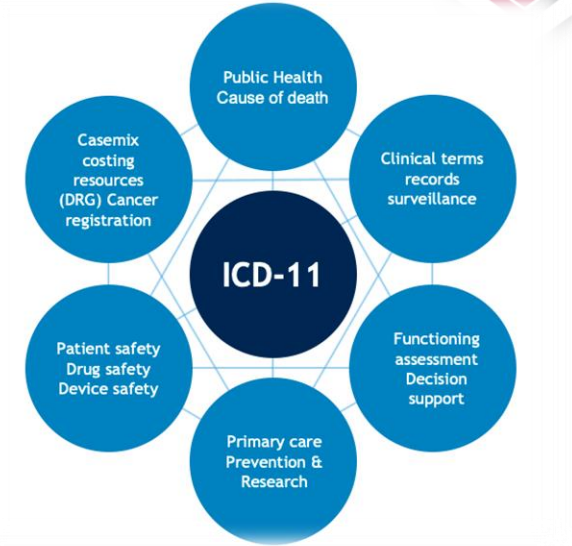 Public Health
Cause of death
Clinical terms
records
surveillance
Functioning
assessment
Decision
support
Primary care
Prevention &
Research
Patient safety
Drug safety
Device safety
Casemix
costing
resources
(DRG) Cancer
registration
ICD-11